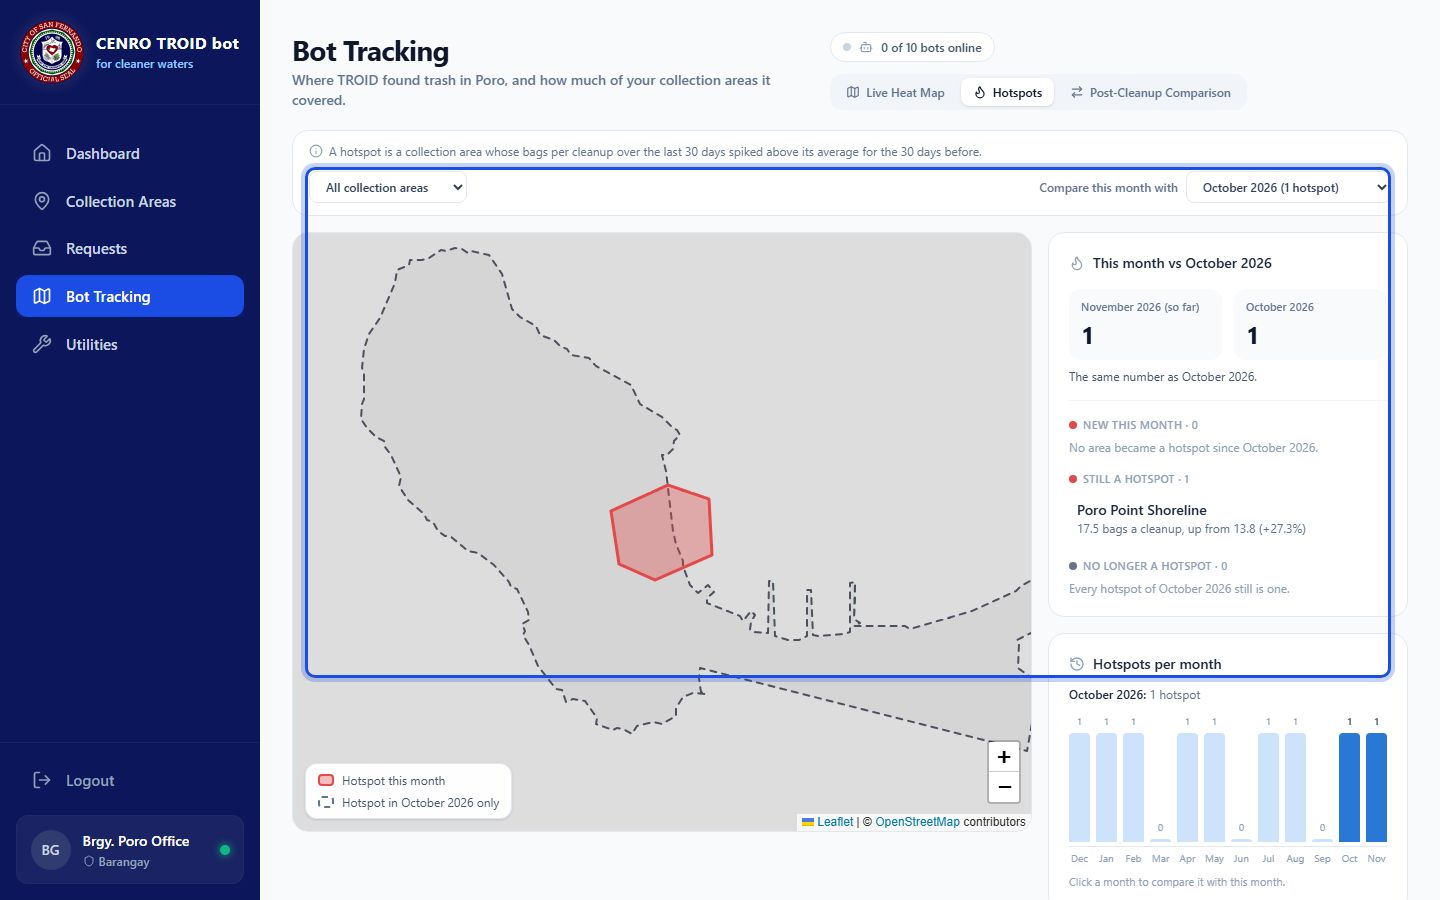 CITY OF SAN FERNANDO
OFFICIAL SEAL
CENRO TROID bot
for cleaner waters
Dashboard
Collection Areas
Requests
Bot Tracking
Utilities
Logout
BG
Brgy. Poro Office
Barangay
Bot Tracking
Where TROID found trash in Poro, and how much of your collection areas it
covered.
0 of 10 bots online
Live Heat Map
Hotspots
Post-Cleanup Comparison
A hotspot is a collection area whose bags per cleanup over the last 30 days spiked above its average for the 30 days before.
All collection areas
Compare this month with
October 2026 (1 hotspot)
Hotspot this month
Hotspot in October 2026 only
+
−
Leaflet | © OpenStreetMap contributors
This month vs October 2026
November 2026 (so far)
1
October 2026
1
The same number as October 2026.
NEW THIS MONTH · 0
No area became a hotspot since October 2026.
STILL A HOTSPOT · 1
Poro Point Shoreline
17.5 bags a cleanup, up from 13.8 (+27.3%)
NO LONGER A HOTSPOT · 0
Every hotspot of October 2026 still is one.
Hotspots per month
October 2026: 1 hotspot
1 1 1 0 1 1 0 1 1 0 1 1
Dec Jan Feb Mar Apr May Jun Jul Aug Sep Oct Nov
Click a month to compare it with this month.